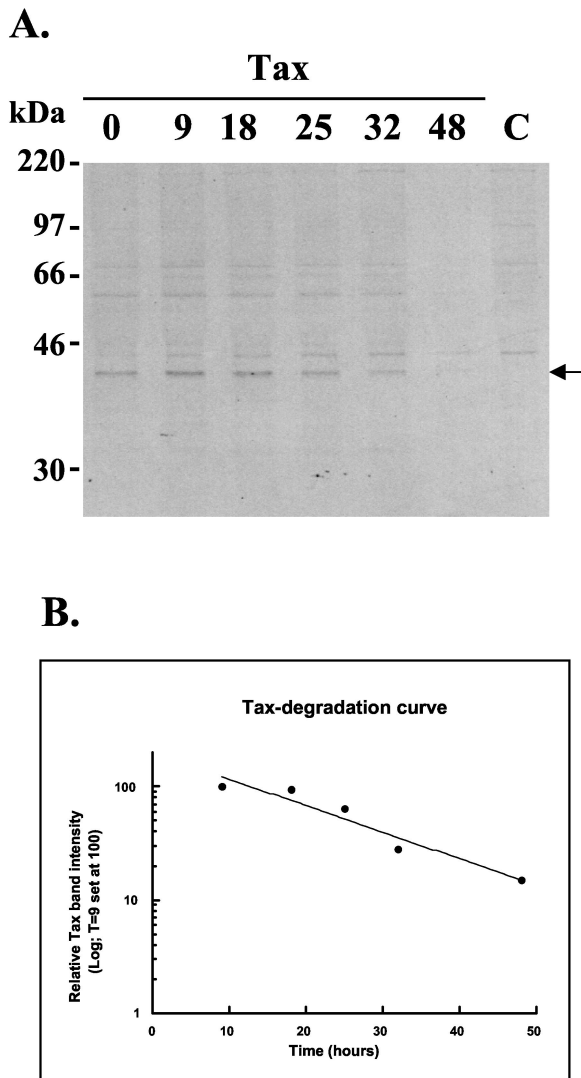 A.
Tax
kDa
0 9 18 25 32 48 C
220
97
66
46
30
B.
Tax-degradation curve
Relative Tax band intensity
(Log; T=9 set at 100)
100
10
1
0 10 20 30 40 50
Time (hours)